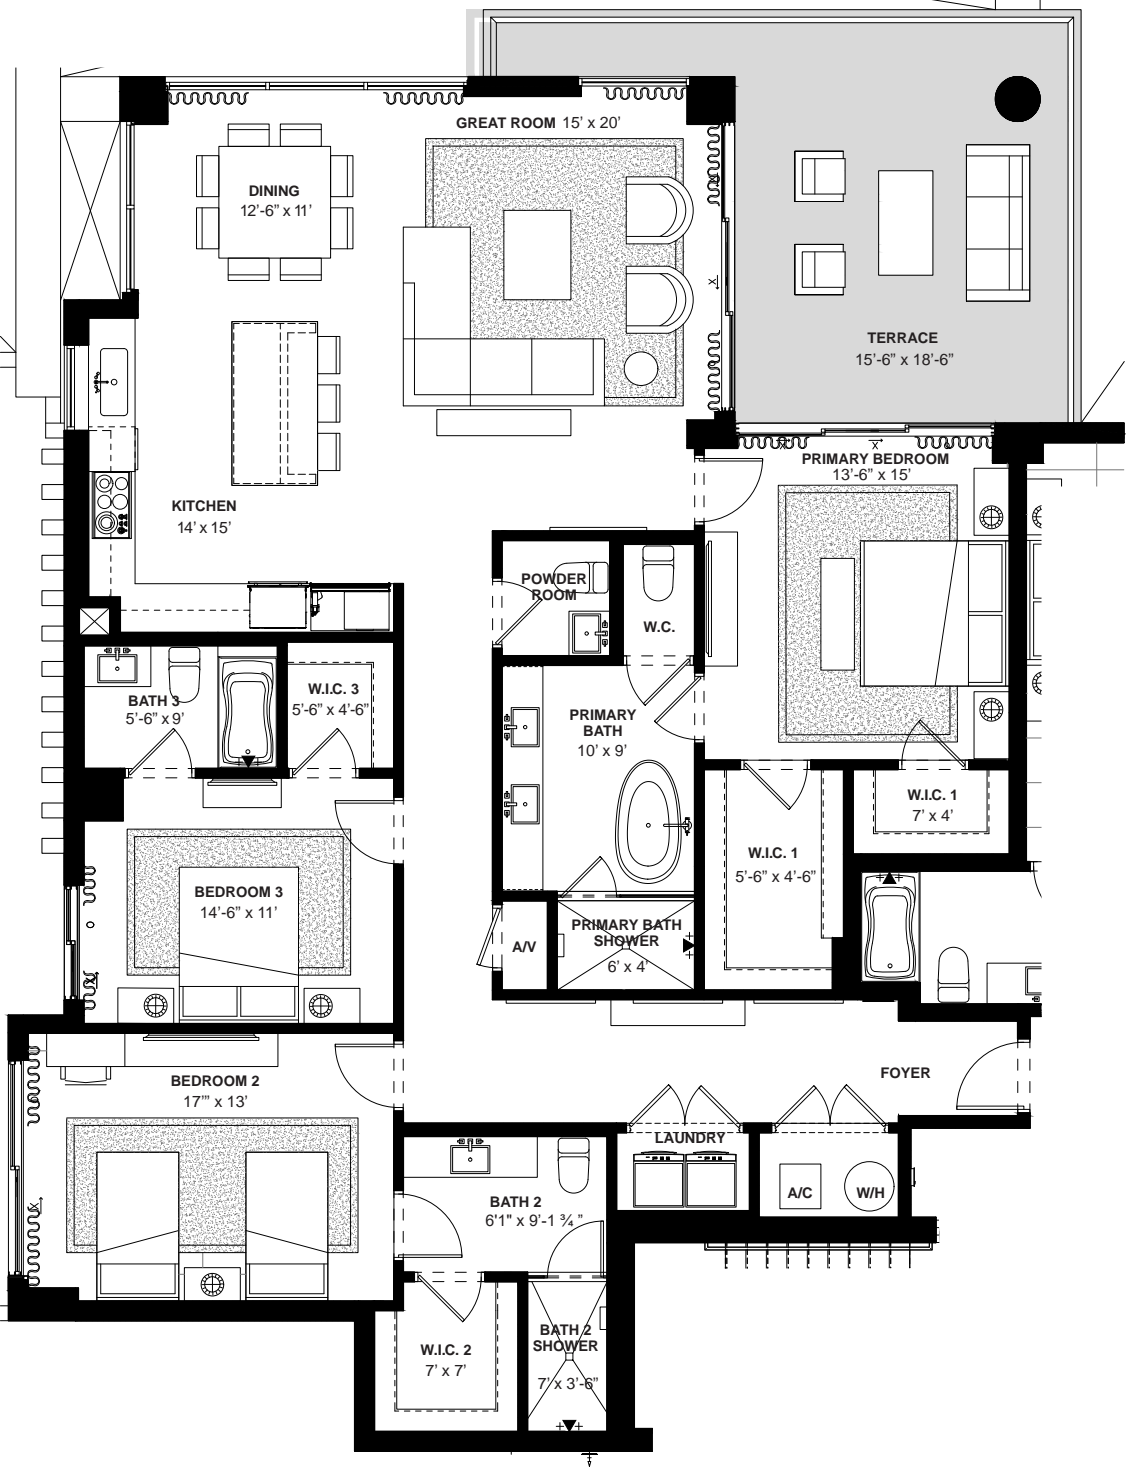 GREAT ROOM 15' x 20'
DINING
12'-6" x 11'
TERRACE
15'-6" x 18'-6"
PRIMARY BEDROOM
13'-6" x 15'
KITCHEN
14' x 15'
POWDER
ROOM
W.C.
W.I.C. 3
5'-6" x 4'-6"
BATH 3
5'-6" x 9'
PRIMARY
BATH
10' x 9'
W.I.C. 1
7' x 4'
W.I.C. 1
5'-6" x 4'-6"
BEDROOM 3
14'-6" x 11'
PRIMARY BATH
SHOWER
6' x 4'
A/V
FOYER
BEDROOM 2
17'" x 13'
LAUNDRY
A/C
W/H
BATH 2
6'1" x 9'-1 ¾ "
BATH 2
SHOWER
7' x 3'-6"
W.I.C. 2
7' x 7'